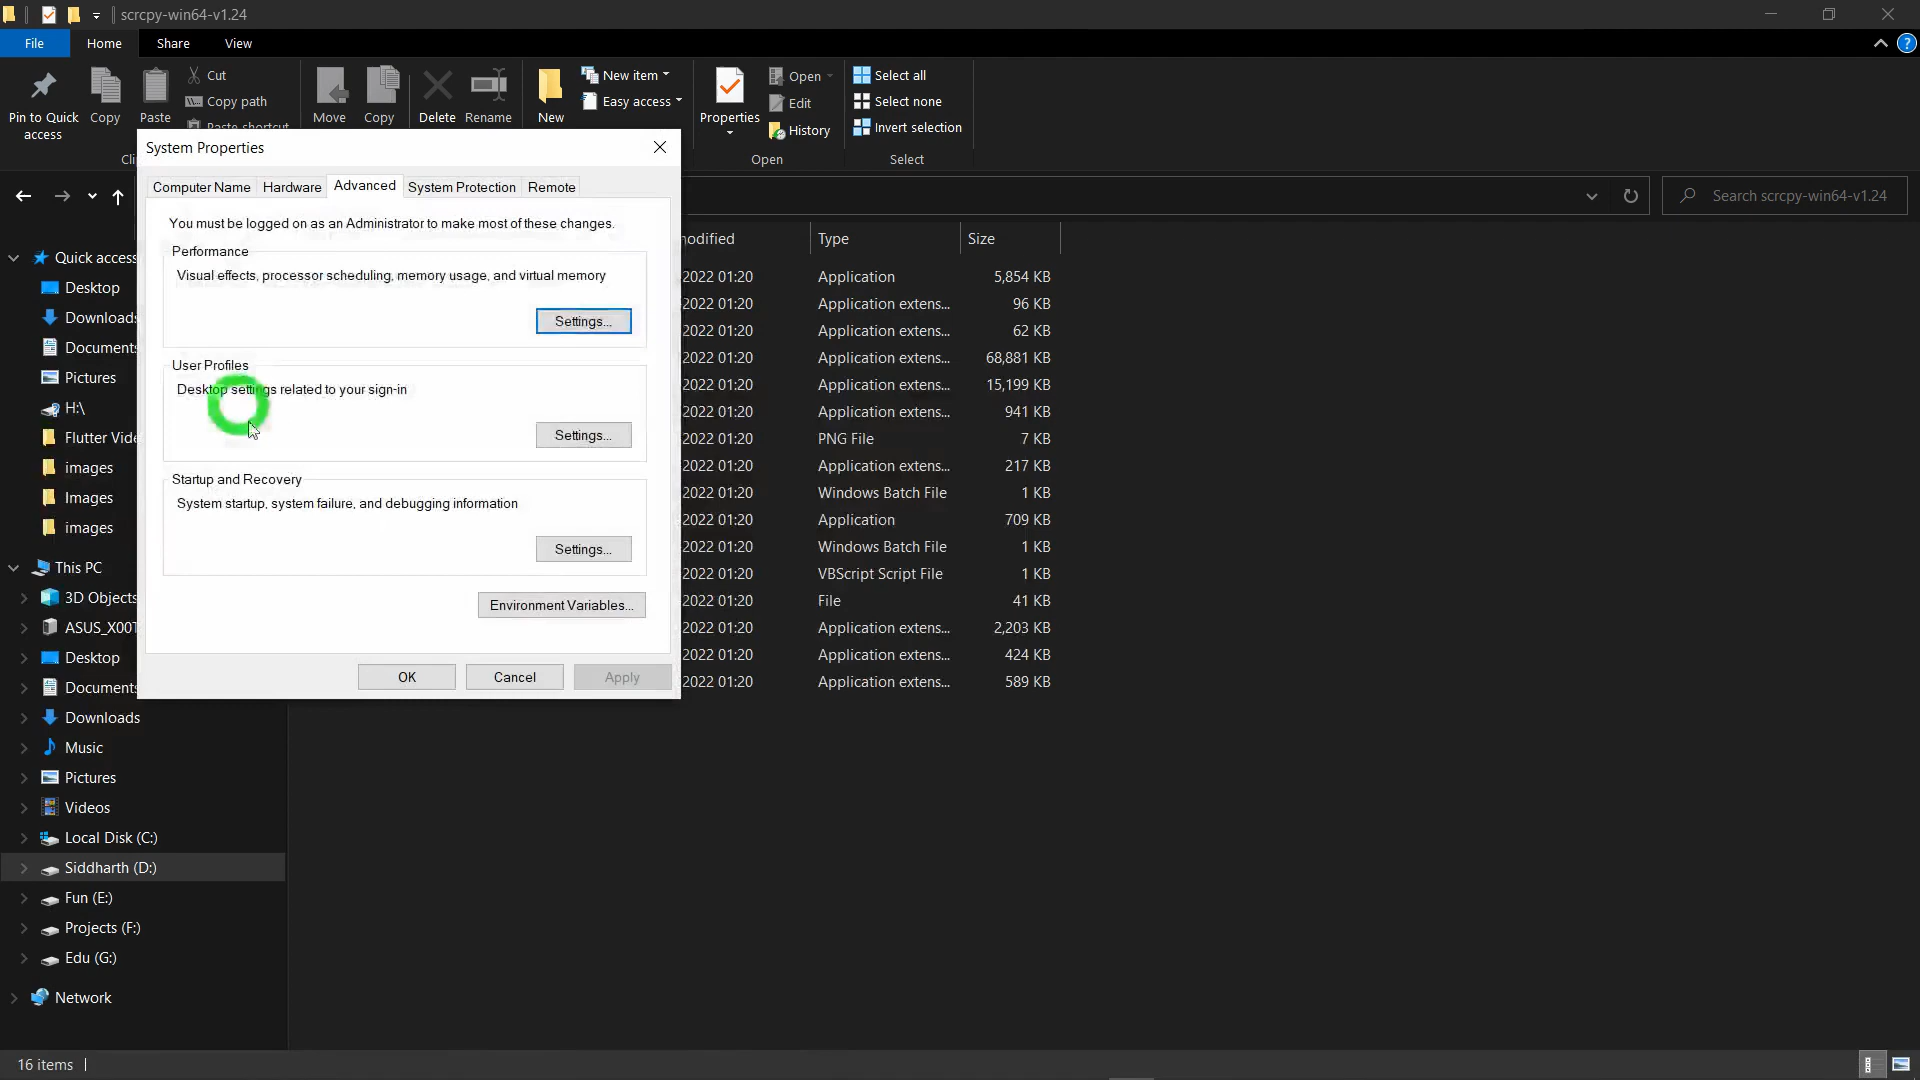 scrcpy-win64-v1.24
File
Home
Share
View
Pin to Quick
access
Copy
Paste
Cut
Copy path
Paste shortcut
Move
Copy
Delete
Rename
New
New item
Easy access
Properties
Open
Edit
History
Select all
Select none
Invert selection
Open
Select
Search scrcpy-win64-v1.24
System Properties
Computer Name
Hardware
Advanced
System Protection
Remote
You must be logged on as an Administrator to make most of these changes.
Performance
Visual effects, processor scheduling, memory usage, and virtual memory
Settings...
User Profiles
Desktop settings related to your sign-in
Settings...
Startup and Recovery
System startup, system failure, and debugging information
Settings...
Environment Variables...
OK
Cancel
Apply
Quick access
Desktop
Downloads
Documents
Pictures
H:\
Flutter Vide
images
Images
images
This PC
3D Objects
ASUS_X00T
Desktop
Documents
Downloads
Music
Pictures
Videos
Local Disk (C:)
Siddharth (D:)
Fun (E:)
Projects (F:)
Edu (G:)
Network
modified Type Size
2022 01:20 Application 5,854 KB
2022 01:20 Application extens... 96 KB
2022 01:20 Application extens... 62 KB
2022 01:20 Application extens... 68,881 KB
2022 01:20 Application extens... 15,199 KB
2022 01:20 Application extens... 941 KB
2022 01:20 PNG File 7 KB
2022 01:20 Application extens... 217 KB
2022 01:20 Windows Batch File 1 KB
2022 01:20 Application 709 KB
2022 01:20 Windows Batch File 1 KB
2022 01:20 VBScript Script File 1 KB
2022 01:20 File 41 KB
2022 01:20 Application extens... 2,203 KB
2022 01:20 Application extens... 424 KB
2022 01:20 Application extens... 589 KB
16 items